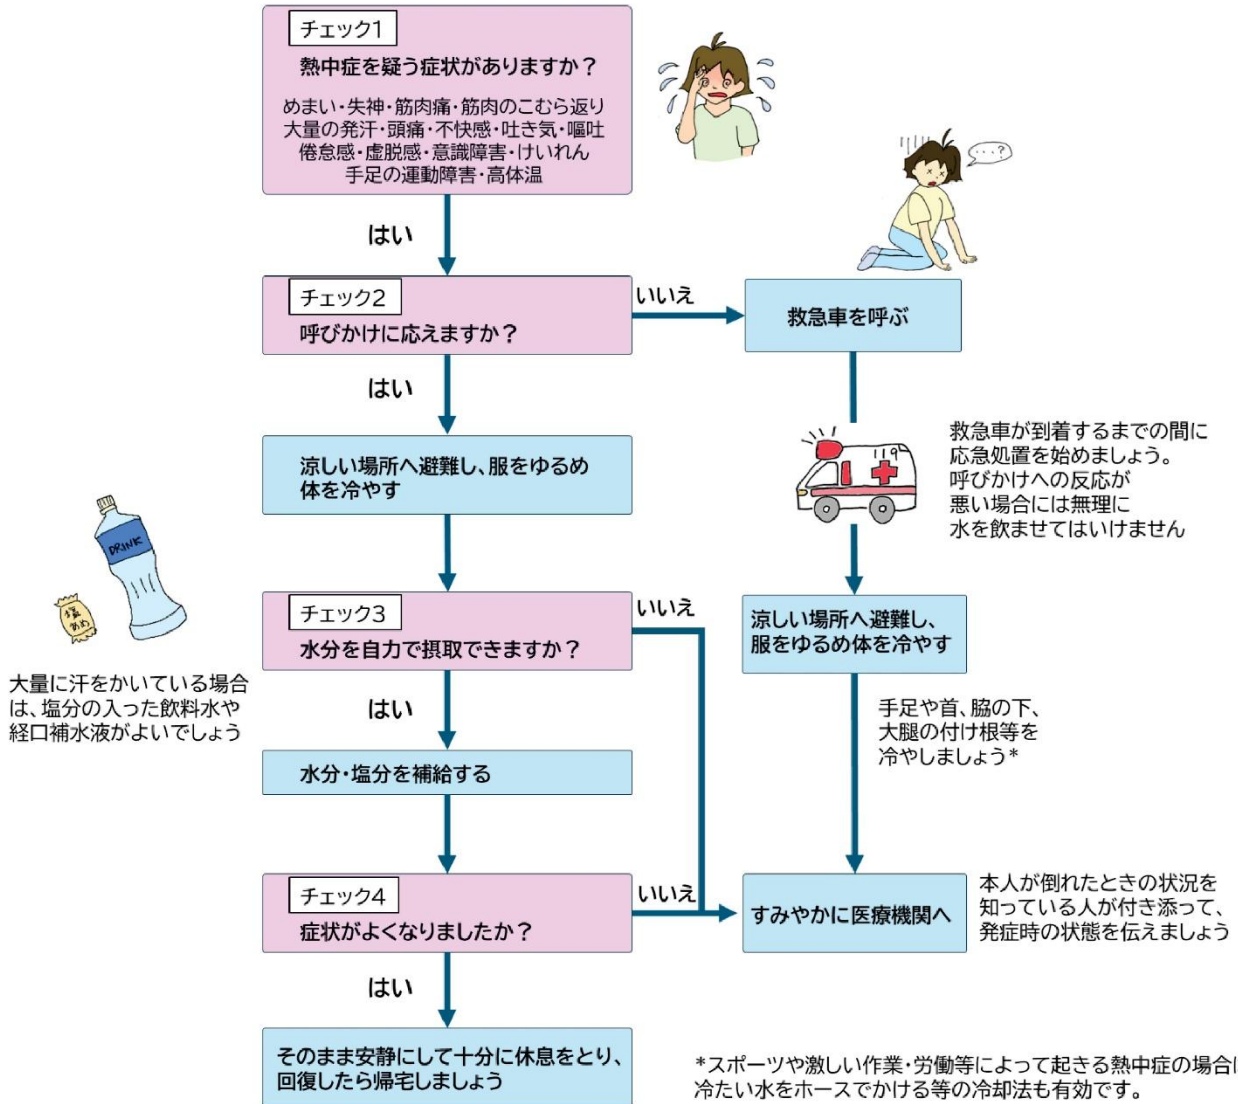 チェック1
熱中症を疑う症状がありますか？
めまい・失神・筋肉痛・筋肉のこむら返り
大量の発汗・頭痛・不快感・吐き気・嘔吐
倦怠感・虚脱感・意識障害・けいれん
手足の運動障害・高体温
・・・・?
はい
チェック2
呼びかけに応えますか？
いいえ
救急車を呼ぶ
はい
119
救急車が到着するまでの間に
応急処置を始めましょう。
呼びかけへの反応が
悪い場合には無理に
水を飲ませてはいけません
涼しい場所へ避難し、服をゆるめ
体を冷やす
DRINK
塩
あめ
大量に汗をかいている場合
は、塩分の入った飲料水や
経口補水液がよいでしょう
チェック3
水分を自力で摂取できますか？
いいえ
涼しい場所へ避難し、
服をゆるめ体を冷やす
はい
手足や首、脇の下、
大腿の付け根等を
冷やしましょう*
水分・塩分を補給する
チェック4
症状がよくなりましたか？
いいえ
すみやかに医療機関へ
本人が倒れたときの状況を
知っている人が付き添って、
発症時の状態を伝えましょう
はい
そのまま安静にして十分に休息をとり、
回復したら帰宅しましょう
*スポーツや激しい作業・労働等によって起きる熱中症の場合
冷たい水をホースでかける等の冷却法も有効です。